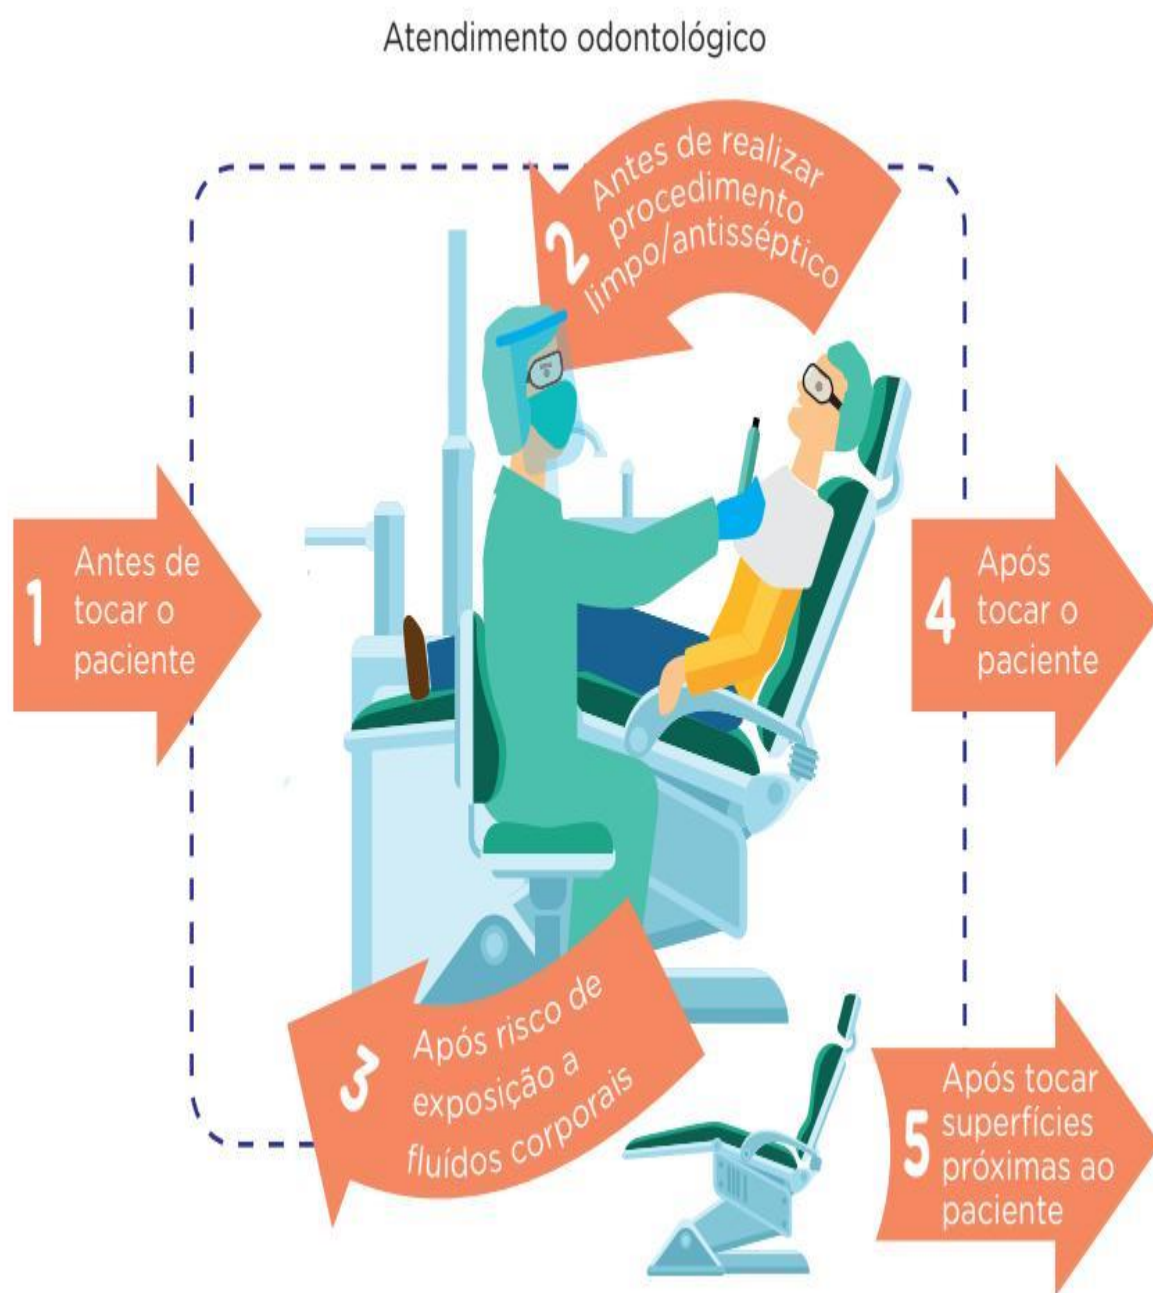 Atendimento odontológico
2 Antes de realizar
procedimento
limpo/antisséptico
1 Antes de
tocar o
paciente
4 Após
tocar o
paciente
3 Após risco de
exposição a
fluídos corporais
5 Após tocar
superfícies
próximas ao
paciente